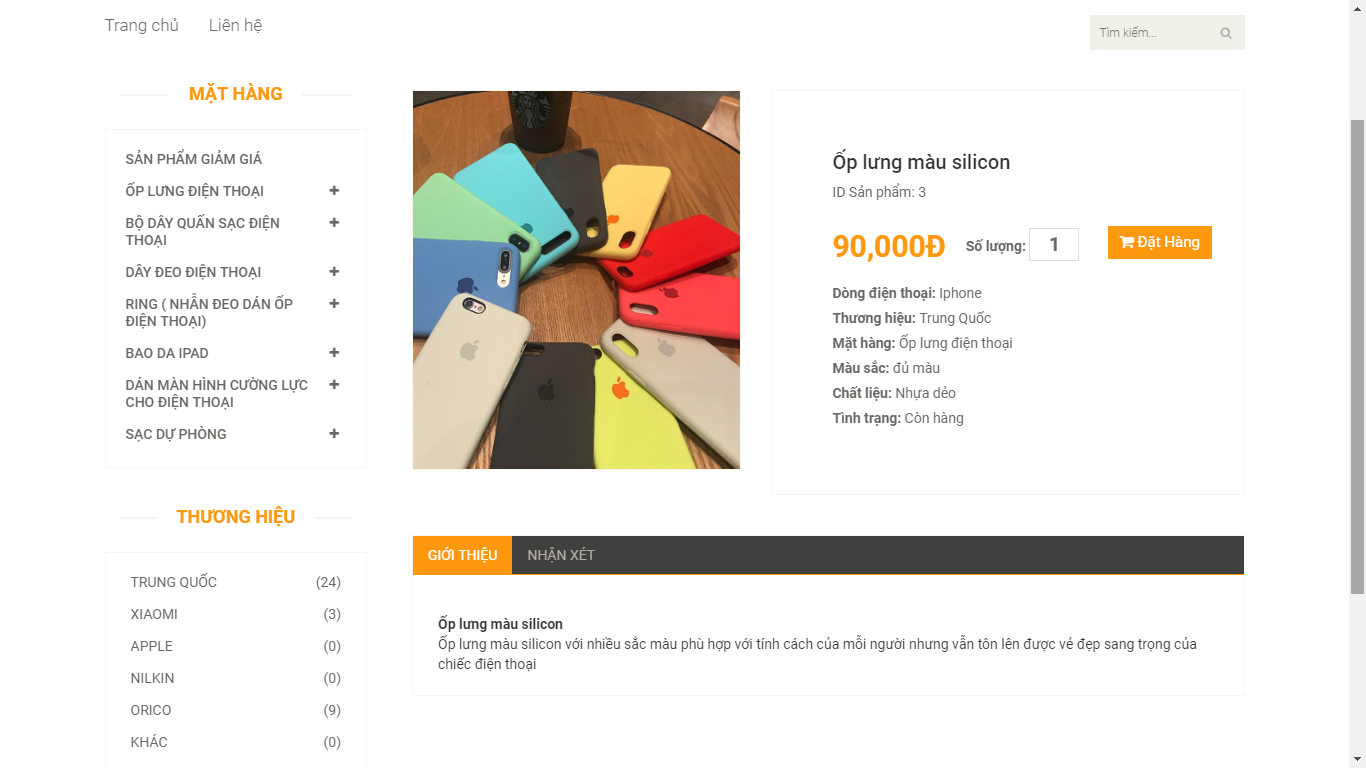 Trang chủ
Liên hệ
Tìm kiếm...
MẶT HÀNG
SẢN PHẨM GIẢM GIÁ
ỐP LƯNG ĐIỆN THOẠI
BỘ DÂY QUẤN SẠC ĐIỆN
THOẠI
DÂY ĐEO ĐIỆN THOẠI
RING ( NHẪN ĐEO DÁN ỐP
ĐIỆN THOẠI)
BAO DA IPAD
DÁN MÀN HÌNH CƯỜNG LỰC
CHO ĐIỆN THOẠI
SẠC DỰ PHÒNG
THƯƠNG HIỆU
TRUNG QUỐC (24)
XIAOMI (3)
APPLE (0)
NILKIN (0)
ORICO (9)
KHÁC (0)
Ốp lưng màu silicon
ID Sản phẩm: 3
90,000Đ Số lượng: 1 Đặt Hàng
Dòng điện thoại: Iphone
Thương hiệu: Trung Quốc
Mặt hàng: Ốp lưng điện thoại
Màu sắc: đủ màu
Chất liệu: Nhựa dẻo
Tình trạng: Còn hàng
GIỚI THIỆU NHẬN XÉT
Ốp lưng màu silicon
Ốp lưng màu silicon với nhiều sắc màu phù hợp với tính cách của mỗi người nhưng vẫn tôn lên được vẻ đẹp sang trọng của
chiếc điện thoại